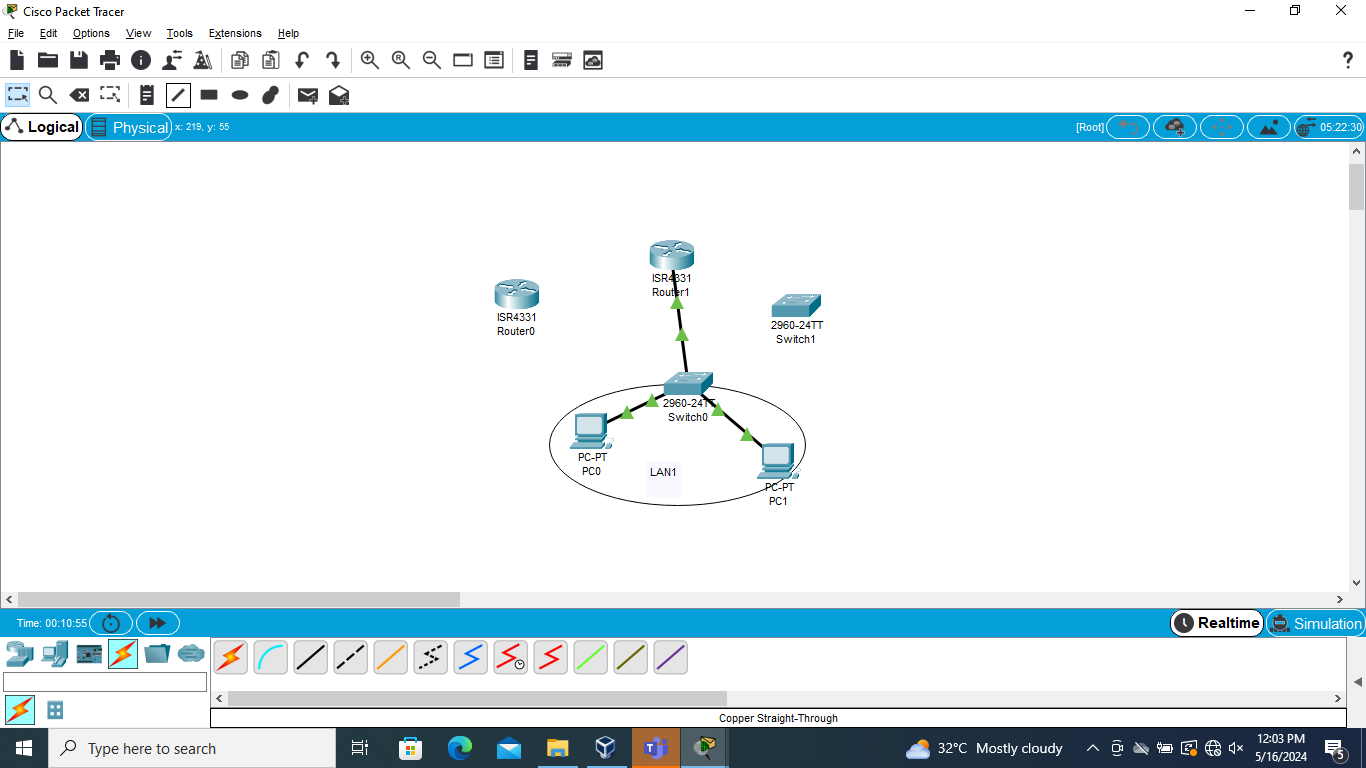 Cisco Packet Tracer
File Edit Options View Tools Extensions Help
?
Logical Physical x: 219, y: 55 [Root] 05:22:30
ISR4331
Router1
ISR4331
Router0
2960-24TT
Switch1
2960-24TT
Switch0
PC-PT
PC0
LAN1
PC-PT
PC1
Time: 00:10:55 Realtime Simulation
Copper Straight-Through
Type here to search 32°C Mostly cloudy 12:03 PM
5/16/2024 5